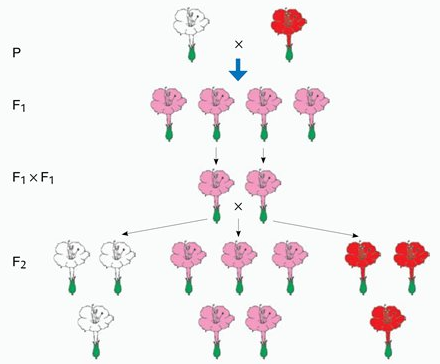 P
×
F₁
F₁ × F₁
×
F₂